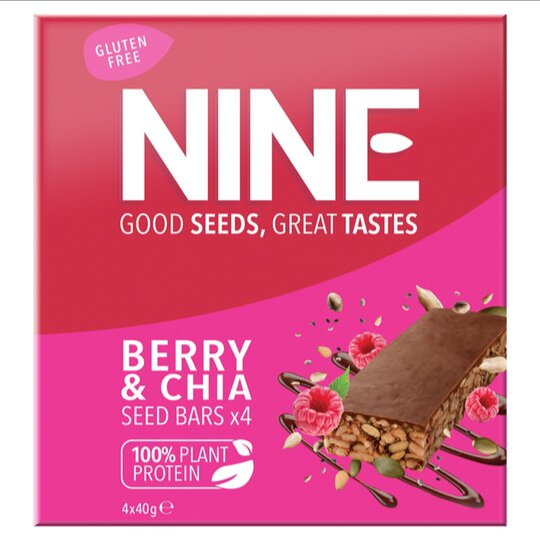 GLUTEN
FREE
NINE
GOOD SEEDS, GREAT TASTES
BERRY
& CHIA
SEED BARS x4
100% PLANT
PROTEIN
4x40g ℮